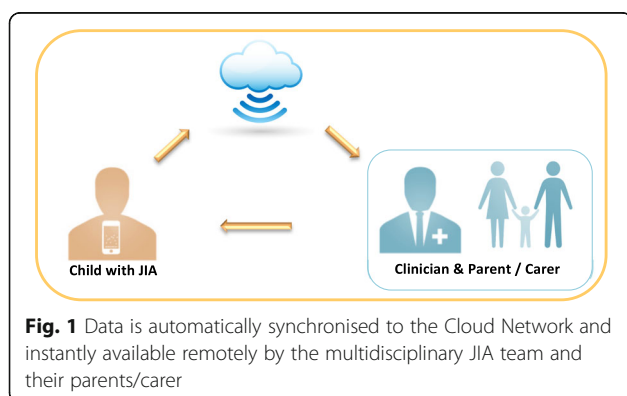 Child with JIA
Clinician & Parent / Carer
Fig. 1 Data is automatically synchronised to the Cloud Network and
instantly available remotely by the multidisciplinary JIA team and
their parents/carer